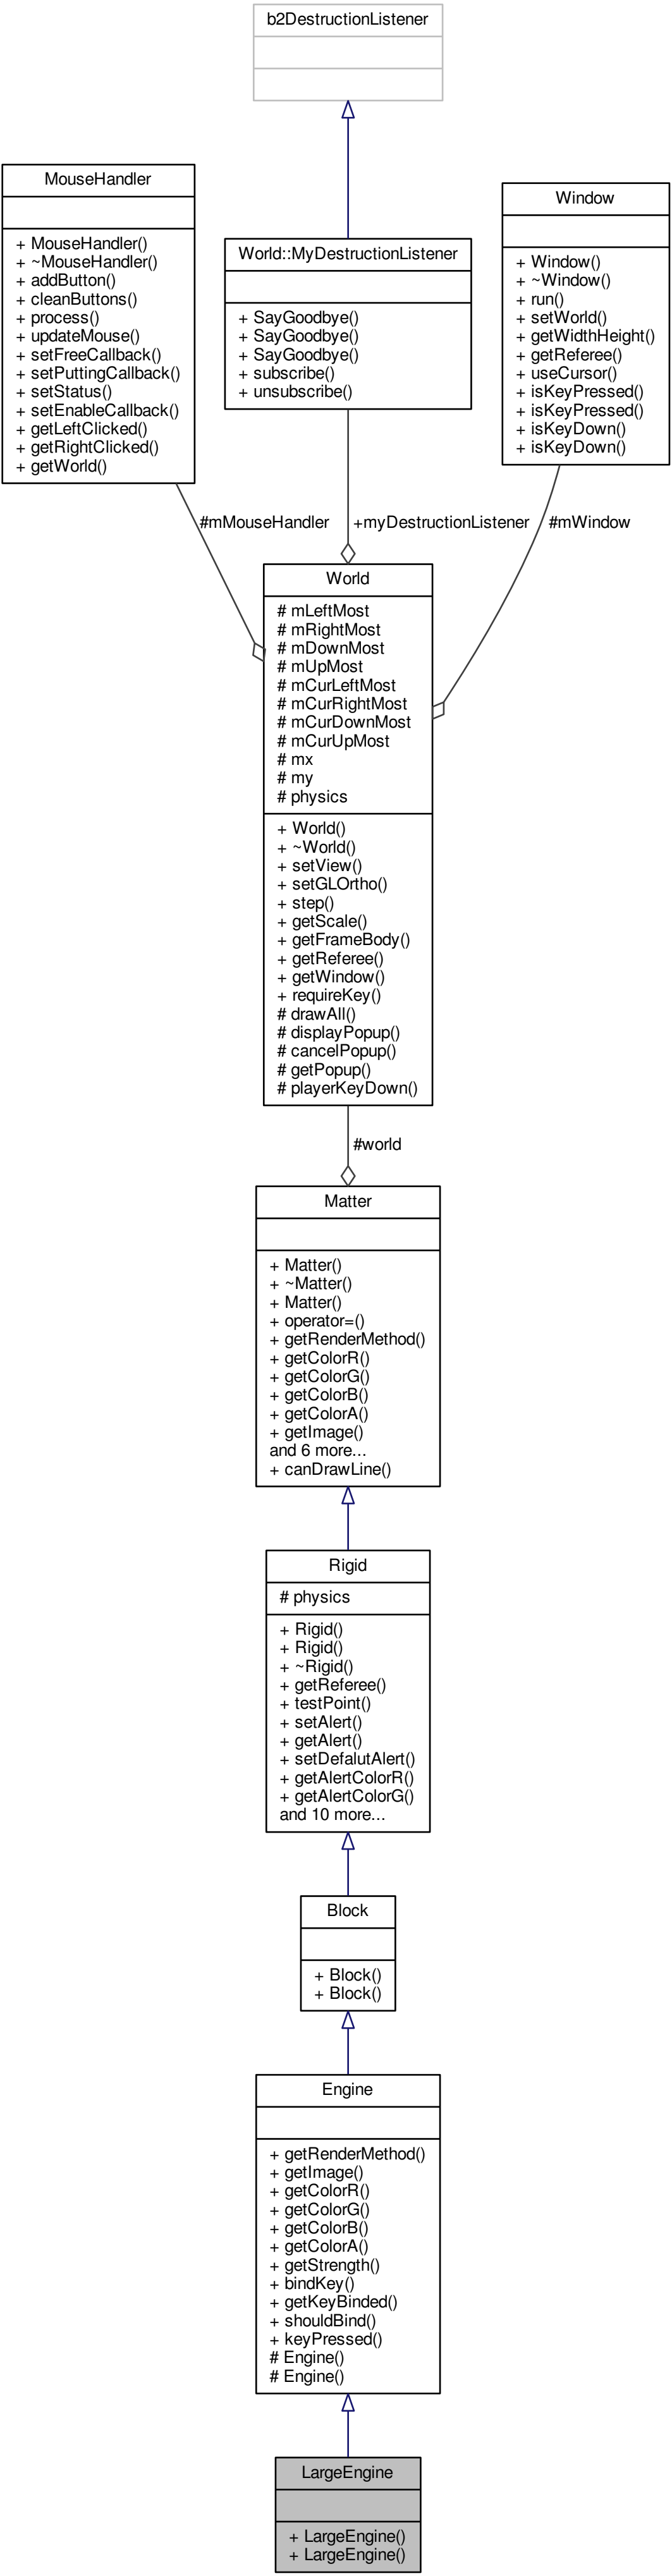 b2DestructionListener
MouseHandler
+ MouseHandler()
+ ~MouseHandler()
+ addButton()
+ cleanButtons()
+ process()
+ updateMouse()
+ setFreeCallback()
+ setPuttingCallback()
+ setStatus()
+ setEnableCallback()
+ getLeftClicked()
+ getRightClicked()
+ getWorld()
World::MyDestructionListener
+ SayGoodbye()
+ SayGoodbye()
+ SayGoodbye()
+ subscribe()
+ unsubscribe()
Window
+ Window()
+ ~Window()
+ run()
+ setWorld()
+ getWidthHeight()
+ getReferee()
+ useCursor()
+ isKeyPressed()
+ isKeyPressed()
+ isKeyDown()
+ isKeyDown()
#mMouseHandler
+myDestructionListener
#mWindow
World
# mLeftMost
# mRightMost
# mDownMost
# mUpMost
# mCurLeftMost
# mCurRightMost
# mCurDownMost
# mCurUpMost
# mx
# my
# physics
+ World()
+ ~World()
+ setView()
+ setGLOrtho()
+ step()
+ getScale()
+ getFrameBody()
+ getReferee()
+ getWindow()
+ requireKey()
# drawAll()
# displayPopup()
# cancelPopup()
# getPopup()
# playerKeyDown()
#world
Matter
+ Matter()
+ ~Matter()
+ Matter()
+ operator=()
+ getRenderMethod()
+ getColorR()
+ getColorG()
+ getColorB()
+ getColorA()
+ getImage()
and 6 more...
+ canDrawLine()
Rigid
# physics
+ Rigid()
+ Rigid()
+ ~Rigid()
+ getReferee()
+ testPoint()
+ setAlert()
+ getAlert()
+ setDefalutAlert()
+ getAlertColorR()
+ getAlertColorG()
and 10 more...
Block
+ Block()
+ Block()
Engine
+ getRenderMethod()
+ getImage()
+ getColorR()
+ getColorG()
+ getColorB()
+ getColorA()
+ getStrength()
+ bindKey()
+ getKeyBinded()
+ shouldBind()
+ keyPressed()
# Engine()
# Engine()
LargeEngine
+ LargeEngine()
+ LargeEngine()